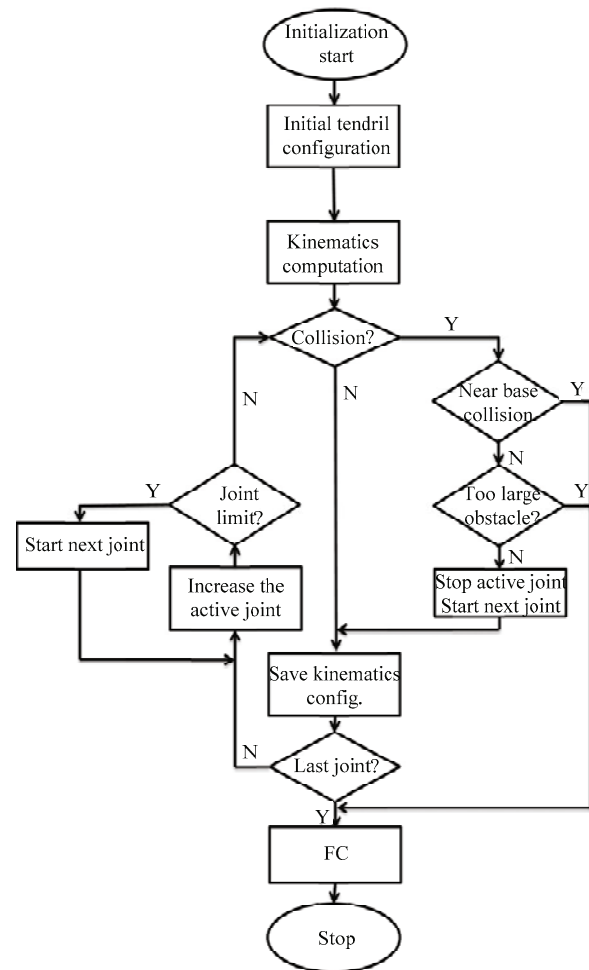 Initialization
start
Initial tendril
configuration
Kinematics
computation
Collision?
Y
N
N
Near base
collision
Y
N
Y
Joint
limit?
Too large
obstacle?
Y
N
Start next joint
Increase the
active joint
Stop active joint
Start next joint
Save kinematics
config.
N
Last joint?
Y
FC
Stop